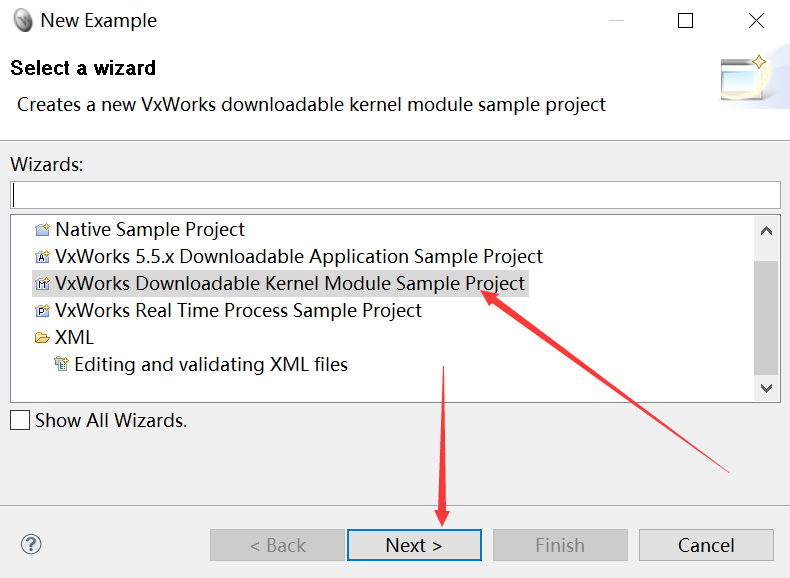 New Example
Select a wizard
Creates a new VxWorks downloadable kernel module sample project
Wizards:
Native Sample Project
VxWorks 5.5.x Downloadable Application Sample Project
VxWorks Downloadable Kernel Module Sample Project
VxWorks Real Time Process Sample Project
XML
Editing and validating XML files
Show All Wizards.
< Back
Next >
Finish
Cancel